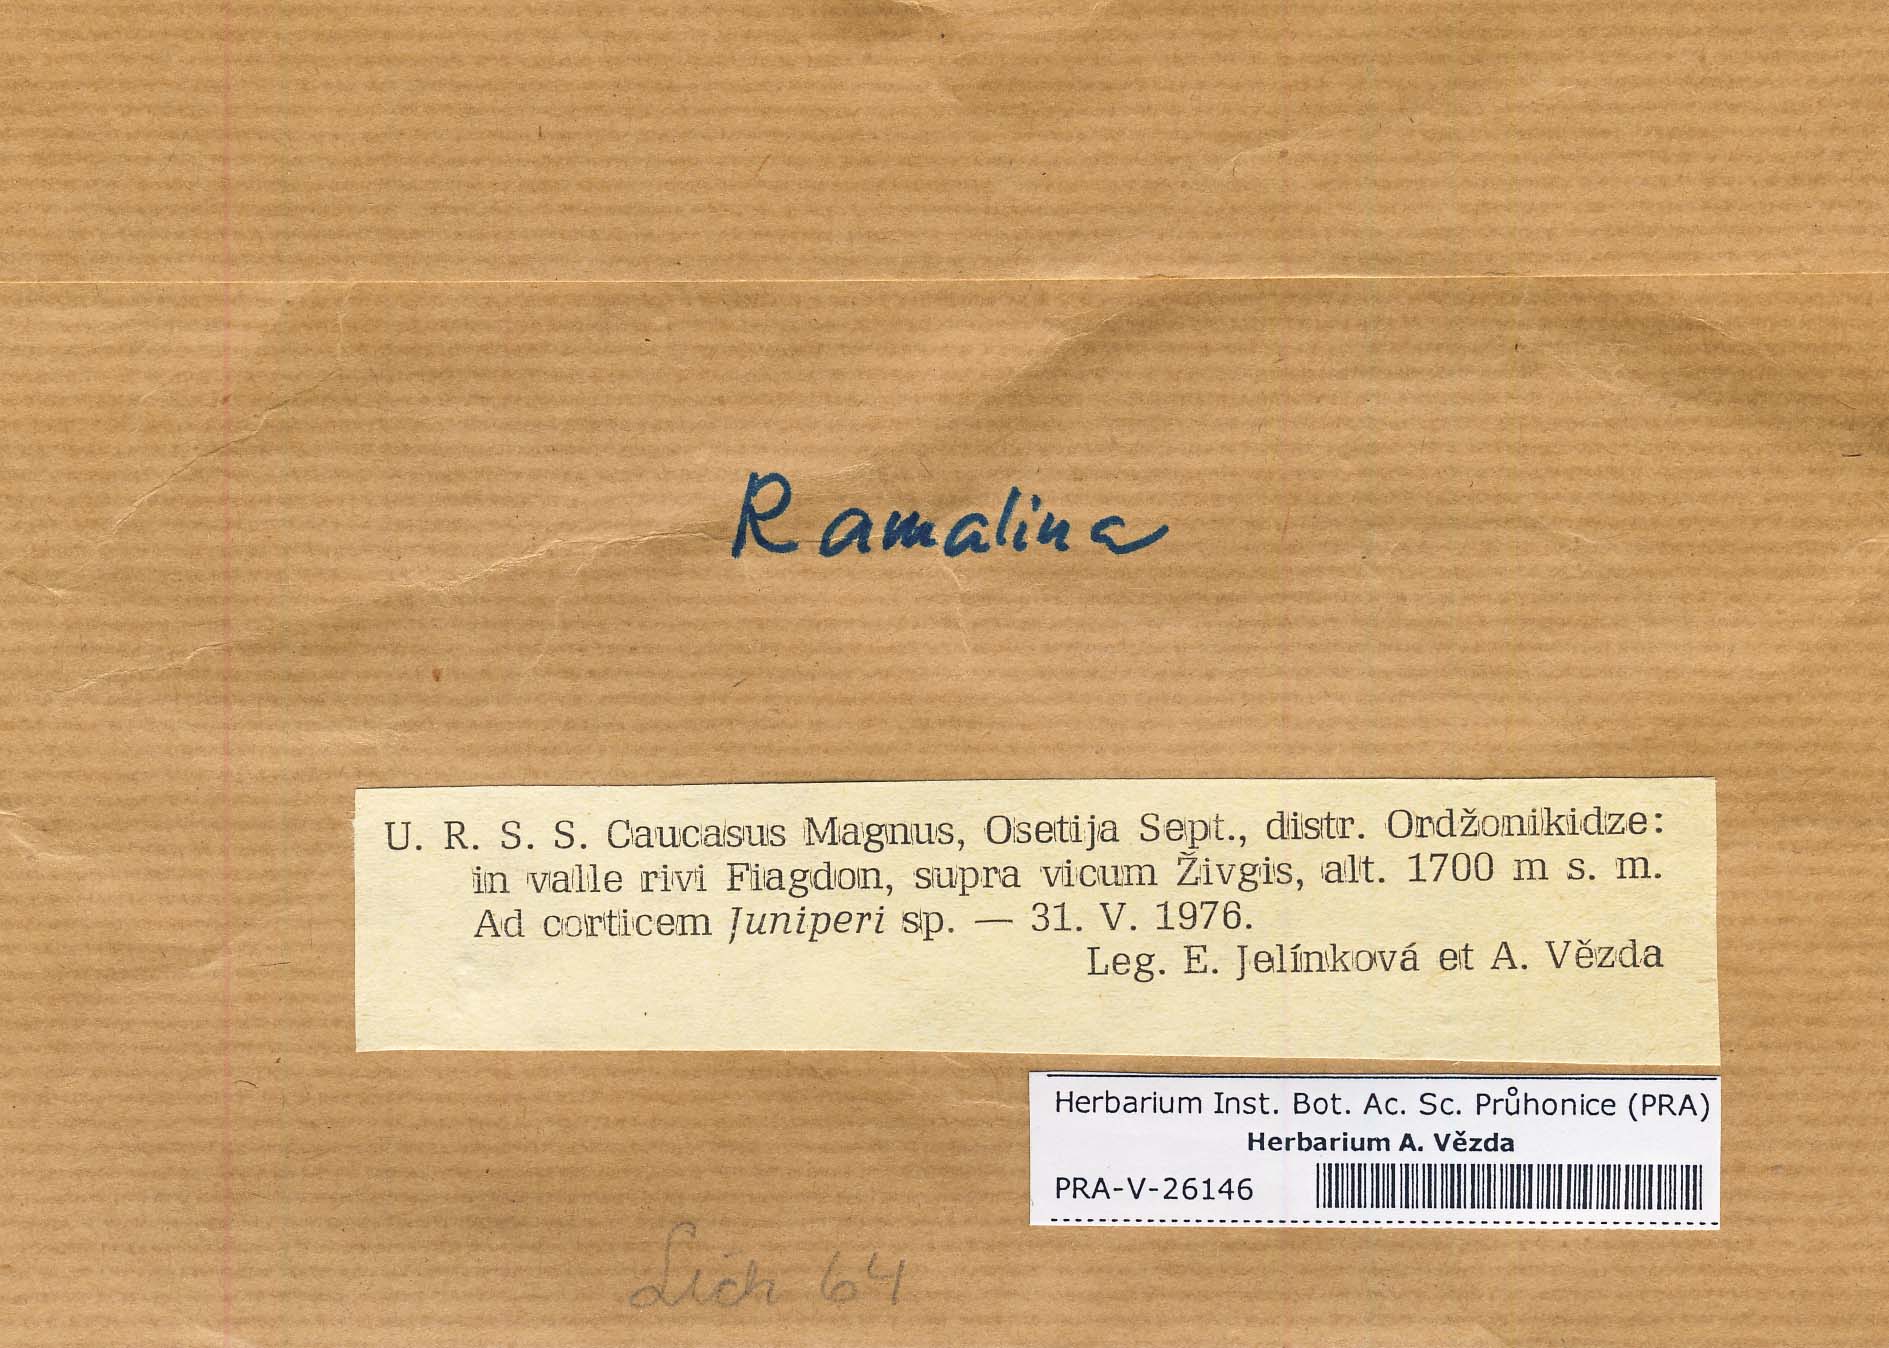 Ramalina
U. R. S. S. Caucasus Magnus, Osetija Sept., distr. Ordžonikidze:
in valle rivi Fiagdon, supra vicum Živgis, alt. 1700 m s. m.
Ad corticem Juniperi sp. — 31. V. 1976.
Leg. E. Jelínková et A. Vězda
Herbarium Inst. Bot. Ac. Sc. Průhonice (PRA)
Herbarium A. Vězda
PRA-V-26146
Lich 64